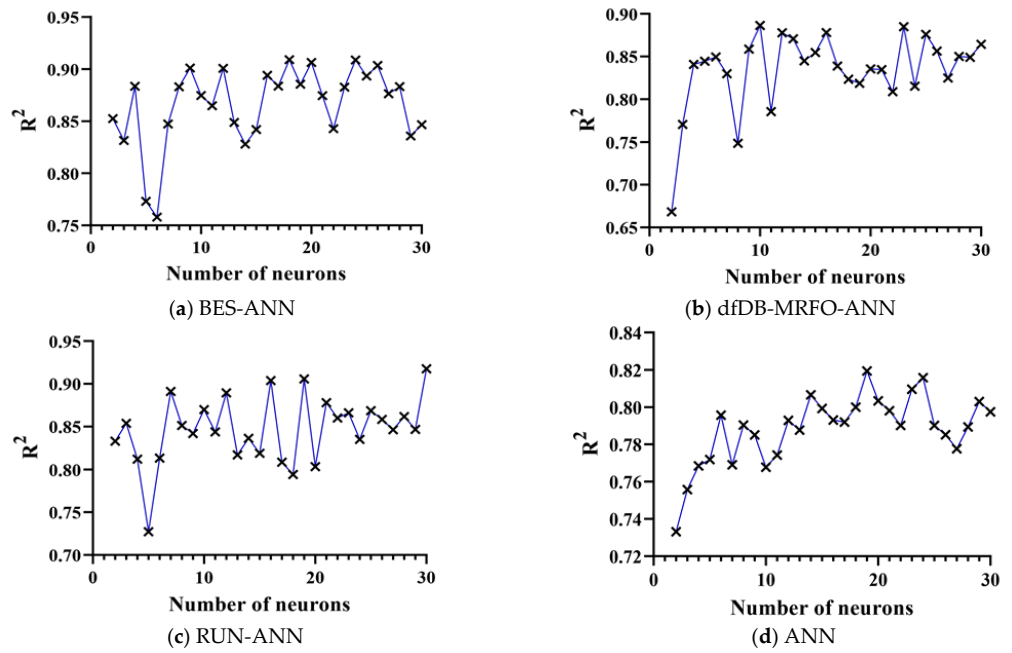 0.95
0.90
0.85
0.80
0.75
R²
0 10 20 30
Number of neurons
(a) BES-ANN
0.90
0.85
0.80
0.75
0.70
0.65
R²
0 10 20 30
Number of neurons
(b) dfDB-MRFO-ANN
0.95
0.90
0.85
0.80
0.75
0.70
R²
0 10 20 30
Number of neurons
(c) RUN-ANN
0.84
0.82
0.80
0.78
0.76
0.74
0.72
R²
0 10 20 30
Number of neurons
(d) ANN